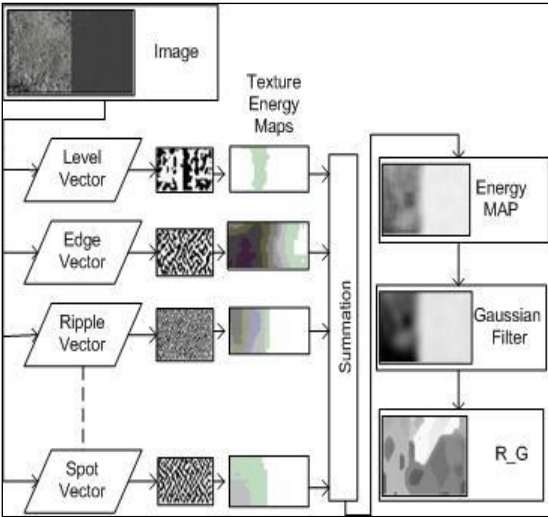 Image
Texture
Energy
Maps
Level
Vector
Edge
Vector
Ripple
Vector
Spot
Vector
Summation
Energy
MAP
Gaussian
Filter
R_G